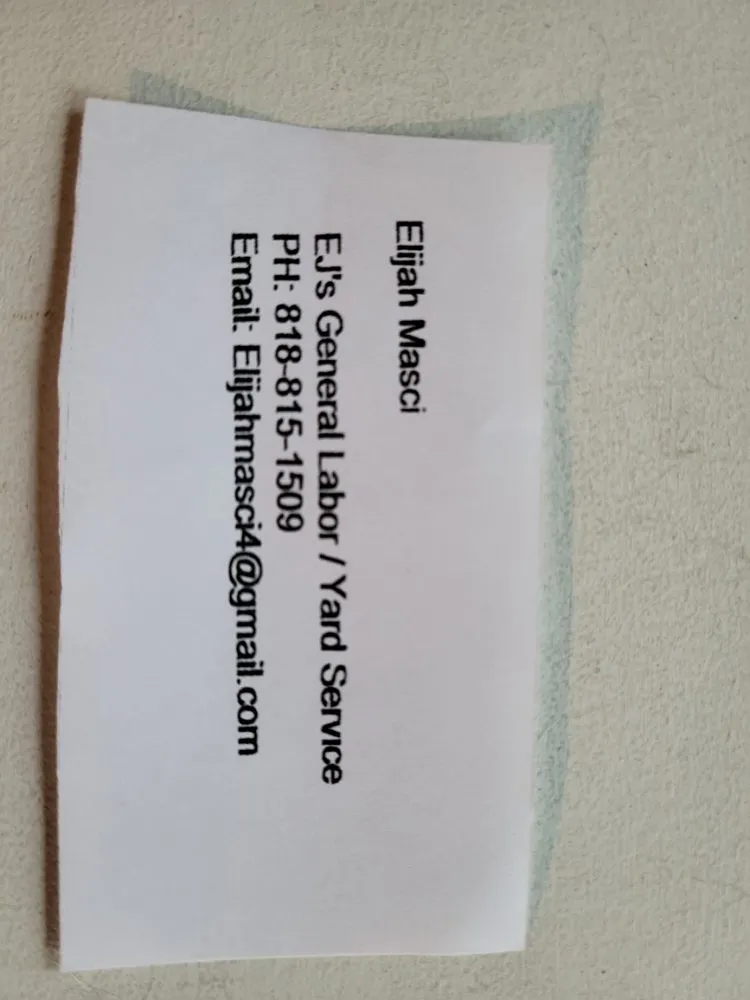 Elijah Masci
EJ's General Labor / Yard Service
PH: 818-815-1509
Email: Elijahmasci4@gmail.com